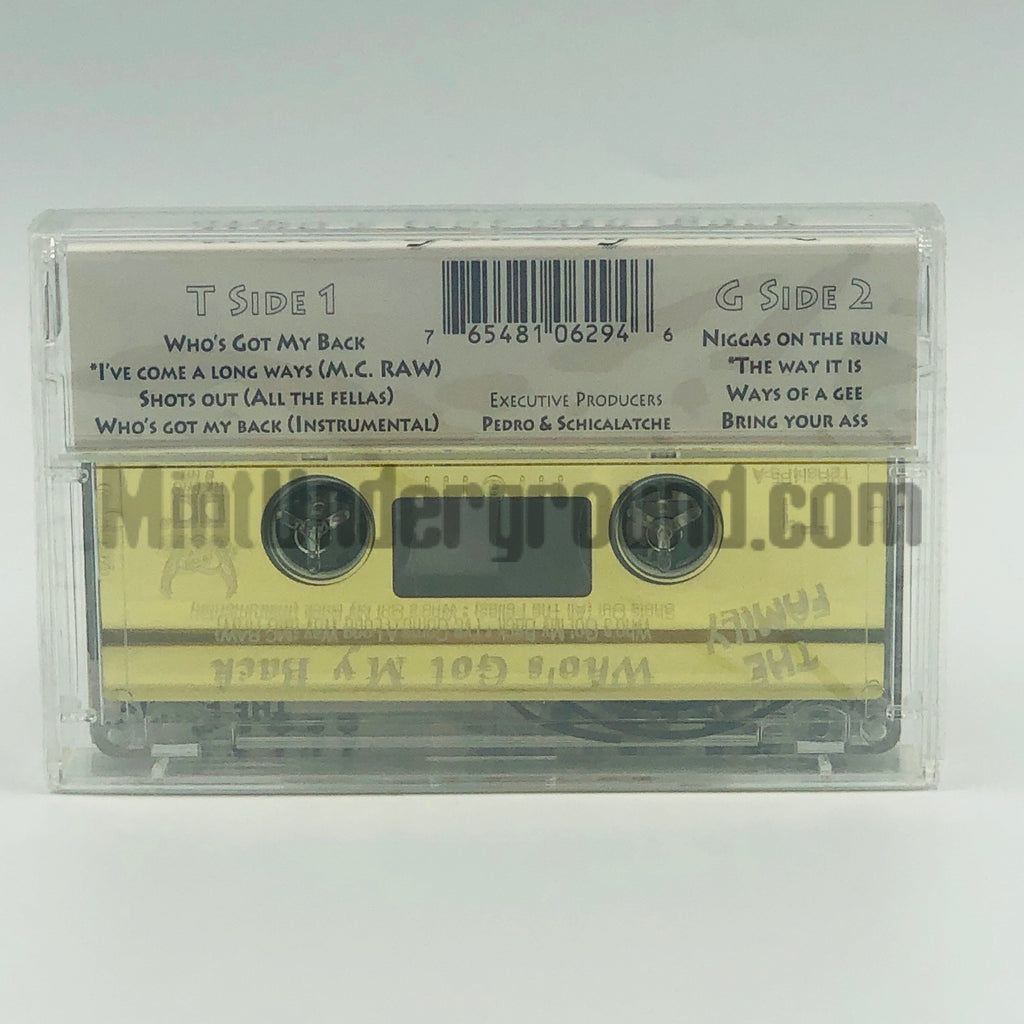 T Side 1
Who's Got My Back
*I've come a long ways (M.C. Raw)
Shots out (All the fellas)
Who's got my back (Instrumental)
7 65481 06294 6
Executive Producers
Pedro & Schicalatche
G Side 2
Niggas on the run
*The way it is
Ways of a gee
Bring your ass
MintUnderground.com
THE FAMILY
Who's Got My Back